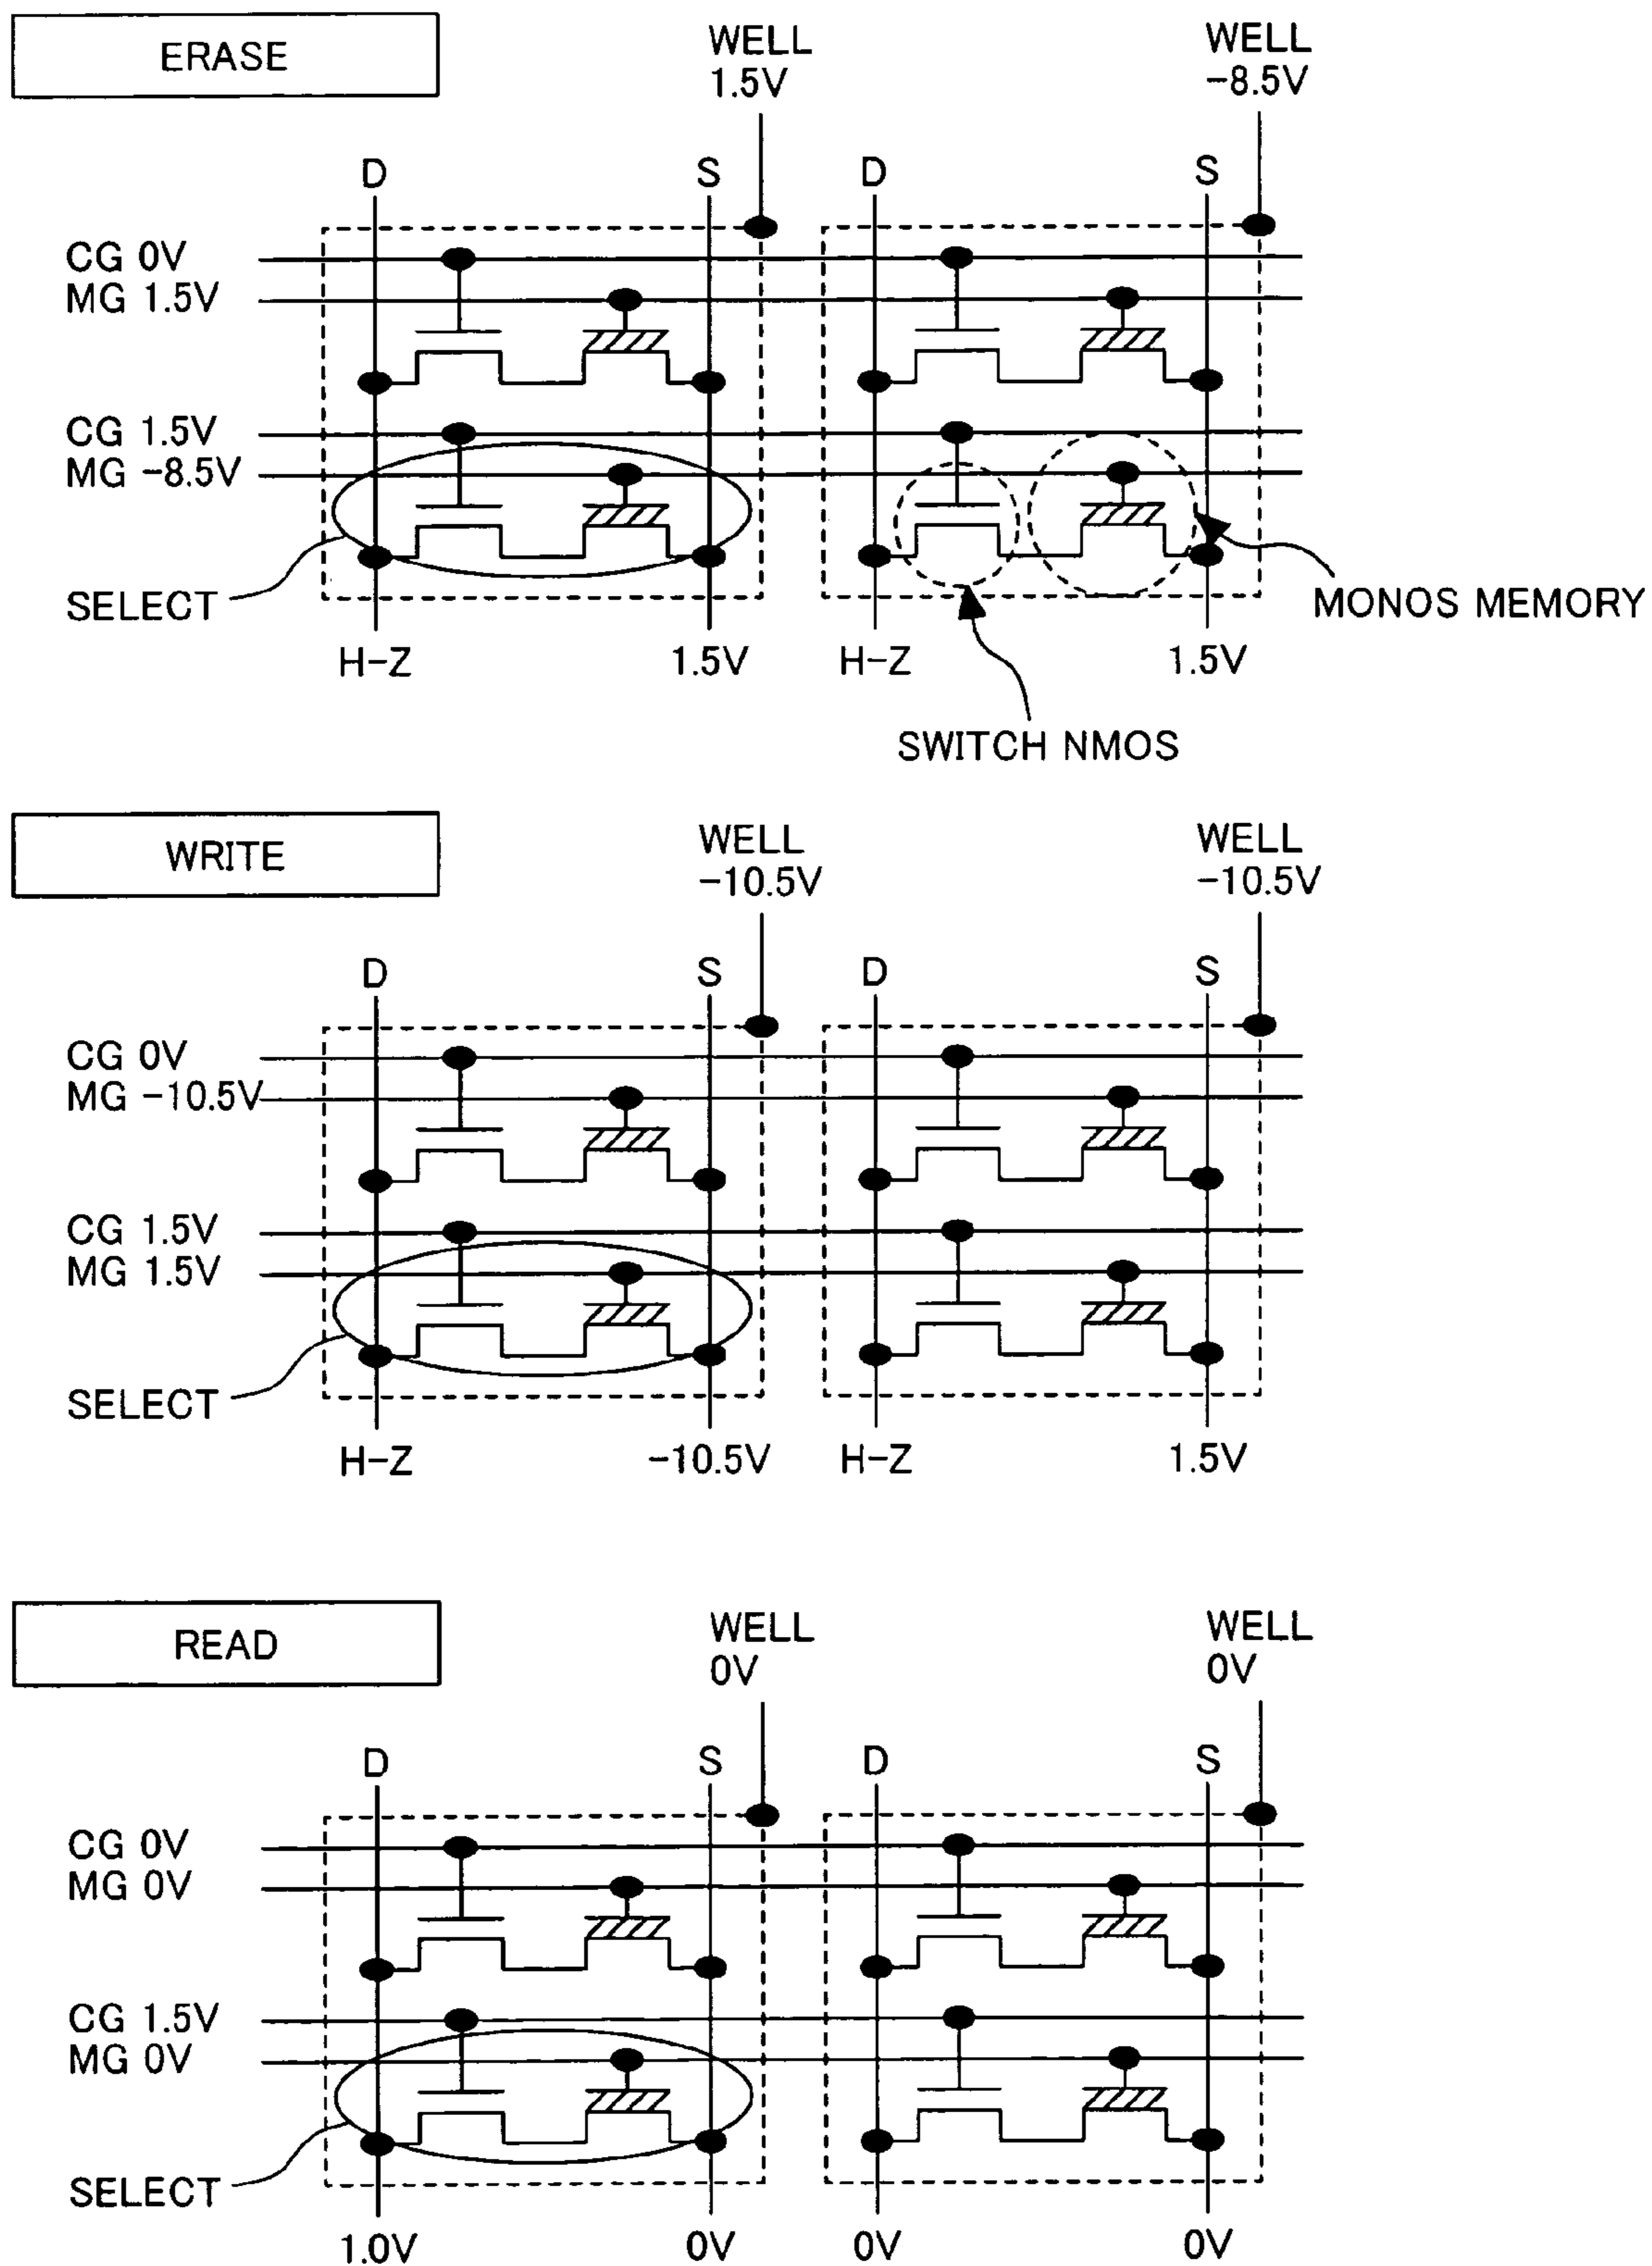 ERASE
WELL
1.5V
WELL
-8.5V
D
S
D
S
CG 0V
MG 1.5V
CG 1.5V
MG -8.5V
SELECT
MONOS MEMORY
H-Z
1.5V
H-Z
1.5V
SWITCH NMOS
WRITE
WELL
-10.5V
WELL
-10.5V
D
S
D
S
CG 0V
MG -10.5V
CG 1.5V
MG 1.5V
SELECT
H-Z
-10.5V
H-Z
1.5V
READ
WELL
0V
WELL
0V
D
S
D
S
CG 0V
MG 0V
CG 1.5V
MG 0V
SELECT
1.0V
0V
0V
0V